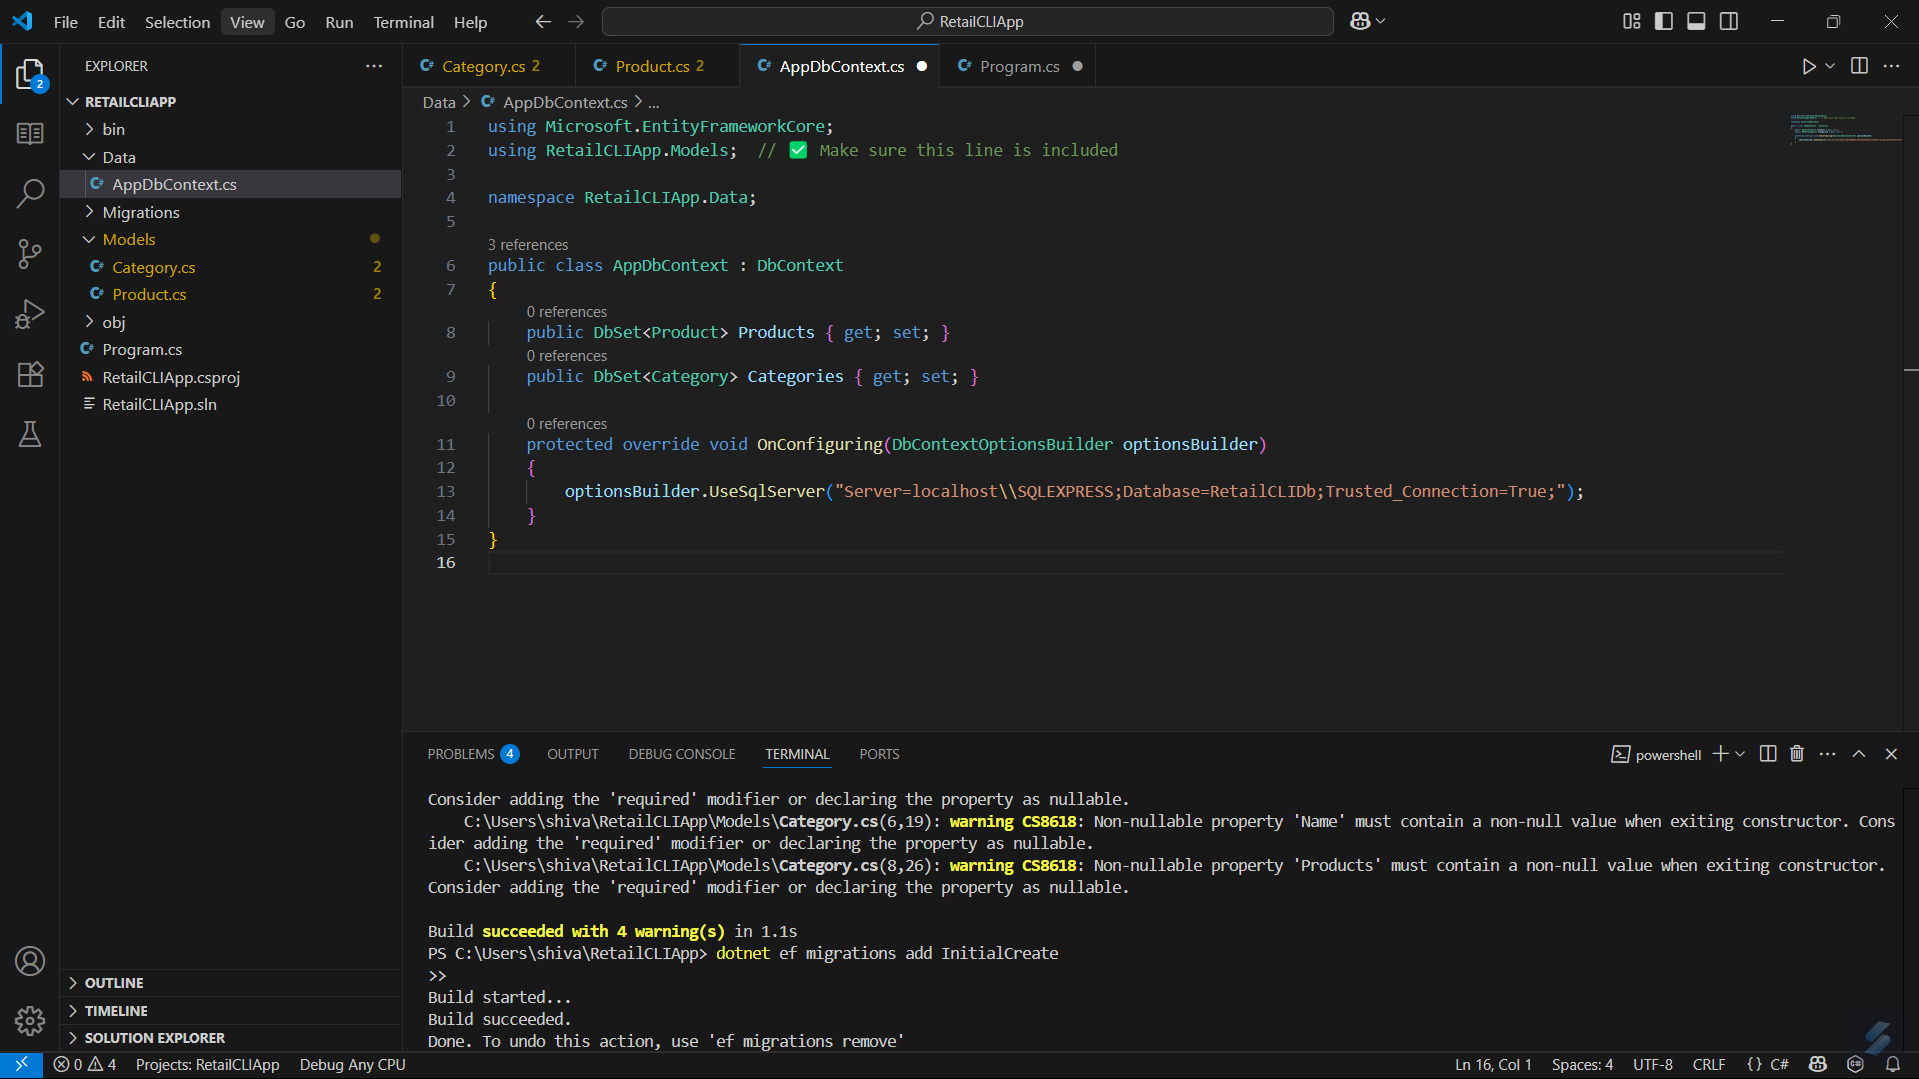 File Edit Selection View Go Run Terminal Help
RetailCLIApp
2
EXPLORER
RETAILCLIAPP
bin
Data
AppDbContext.cs
Migrations
Models
Category.cs 2
Product.cs 2
obj
Program.cs
RetailCLIApp.csproj
RetailCLIApp.sln
OUTLINE
TIMELINE
SOLUTION EXPLORER
Category.cs 2 Product.cs 2 AppDbContext.cs Program.cs
Data > AppDbContext.cs > ...
1 using Microsoft.EntityFrameworkCore;
2 using RetailCLIApp.Models;  // ✅ Make sure this line is included
3
4 namespace RetailCLIApp.Data;
5
3 references
6 public class AppDbContext : DbContext
7 {
0 references
8 public DbSet<Product> Products { get; set; }
0 references
9 public DbSet<Category> Categories { get; set; }
10
0 references
11 protected override void OnConfiguring(DbContextOptionsBuilder optionsBuilder)
12 {
13 optionsBuilder.UseSqlServer("Server=localhost\\SQLEXPRESS;Database=RetailCLIDb;Trusted_Connection=True;");
14 }
15 }
16
PROBLEMS 4 OUTPUT DEBUG CONSOLE TERMINAL PORTS
powershell
Consider adding the 'required' modifier or declaring the property as nullable.
C:\Users\shiva\RetailCLIApp\Models\Category.cs(6,19): warning CS8618: Non-nullable property 'Name' must contain a non-null value when exiting constructor. Cons
ider adding the 'required' modifier or declaring the property as nullable.
C:\Users\shiva\RetailCLIApp\Models\Category.cs(8,26): warning CS8618: Non-nullable property 'Products' must contain a non-null value when exiting constructor.
Consider adding the 'required' modifier or declaring the property as nullable.
Build succeeded with 4 warning(s) in 1.1s
PS C:\Users\shiva\RetailCLIApp> dotnet ef migrations add InitialCreate
>>
Build started...
Build succeeded.
Done. To undo this action, use 'ef migrations remove'
0 4 Projects: RetailCLIApp Debug Any CPU
Ln 16, Col 1 Spaces: 4 UTF-8 CRLF {} C#